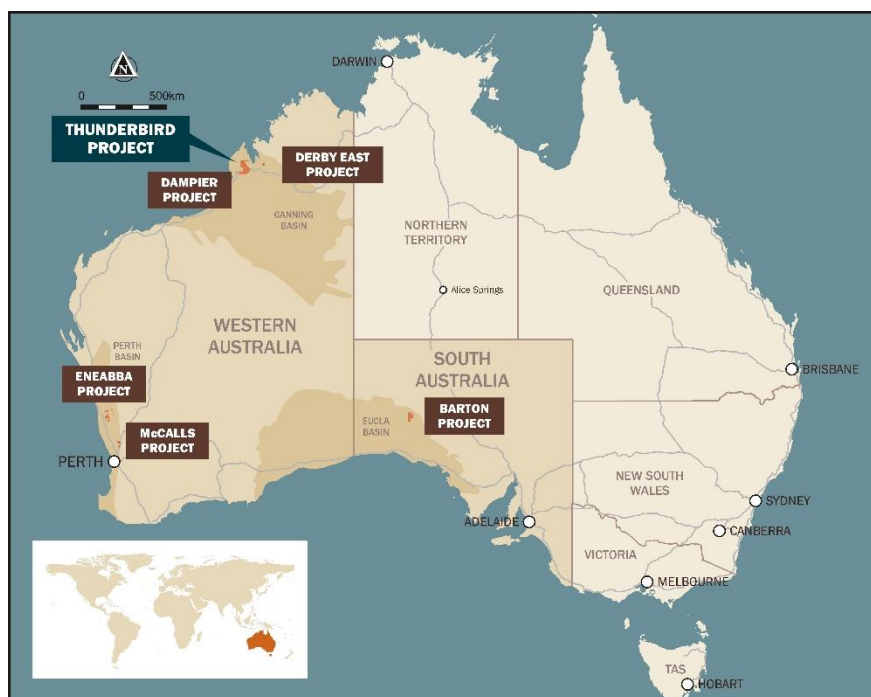 DARWIN
N
0 500km
THUNDERBIRD
PROJECT
DERBY EAST
PROJECT
DAMPIER
PROJECT
CANNING
BASIN
NORTHERN
TERRITORY
Alice Springs
QUEENSLAND
WESTERN
AUSTRALIA
PERTH
BASIN
SOUTH
AUSTRALIA
BRISBANE
ENEABBA
PROJECT
BARTON
PROJECT
EUCLA
BASIN
McCALLS
PROJECT
PERTH
NEW SOUTH
WALES
SYDNEY
ADELAIDE
CANBERRA
VICTORIA
MELBOURNE
TAS
HOBART